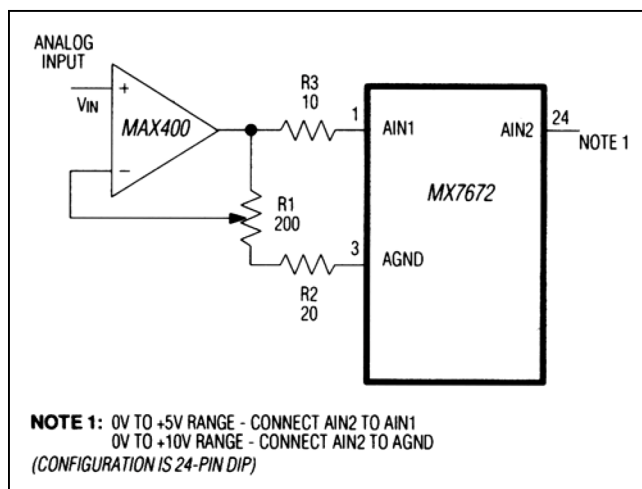 ANALOG
INPUT
VIN
+
−
MAX400
R3
10
1
AIN1
AIN2
24
NOTE 1
MX7672
R1
200
3
AGND
R2
20
NOTE 1: 0V TO +5V RANGE - CONNECT AIN2 TO AIN1
0V TO +10V RANGE - CONNECT AIN2 TO AGND
(CONFIGURATION IS 24-PIN DIP)